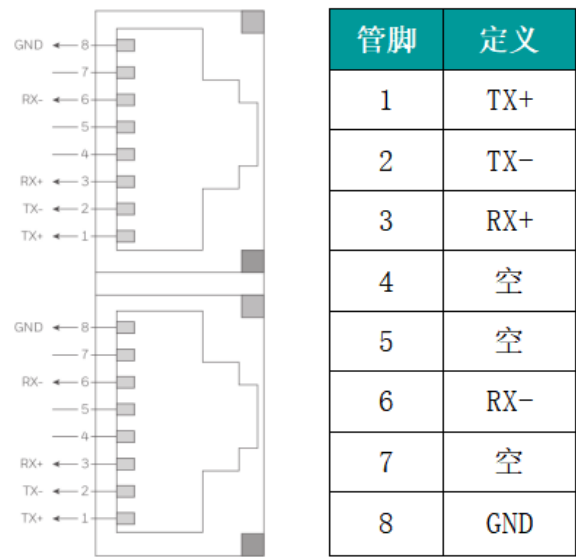 GND 8
7
RX- 6
5
4
RX+ 3
TX- 2
TX+ 1
GND 8
7
RX- 6
5
4
RX+ 3
TX- 2
TX+ 1
管脚 定义
1 TX+
2 TX-
3 RX+
4 空
5 空
6 RX-
7 空
8 GND